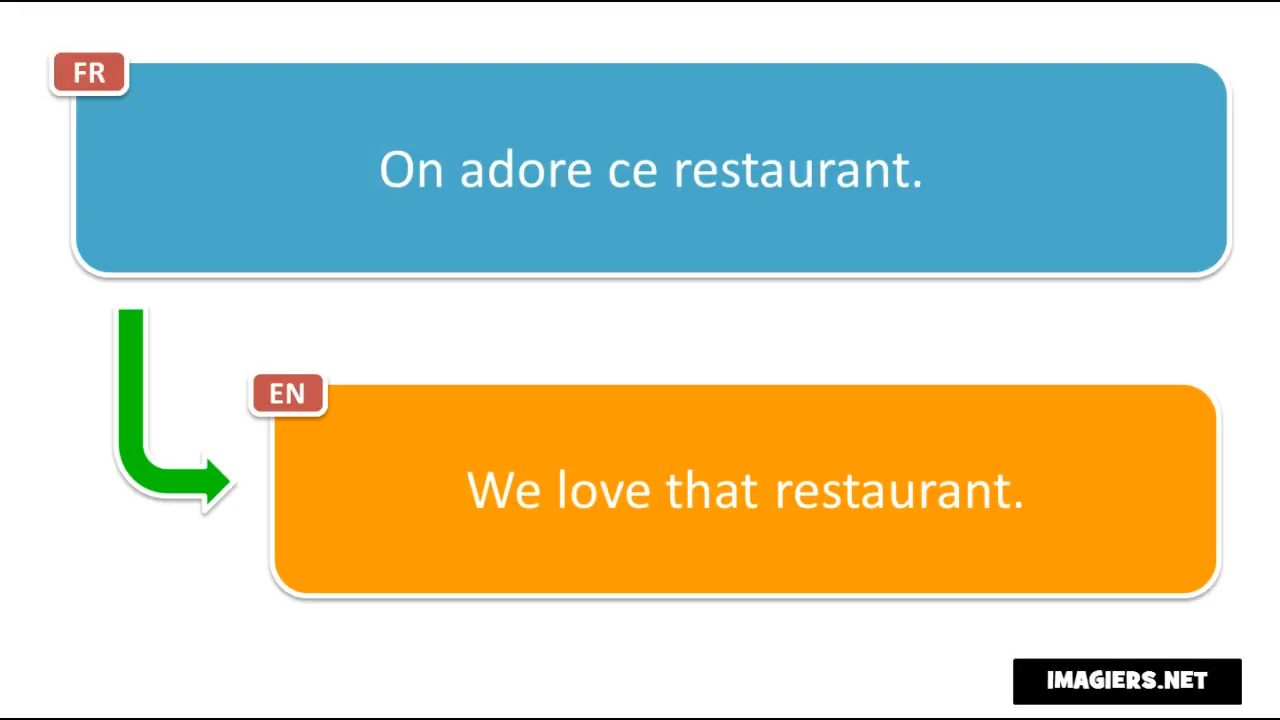 FR
On adore ce restaurant.
EN
We love that restaurant.
IMAGIERS.NET